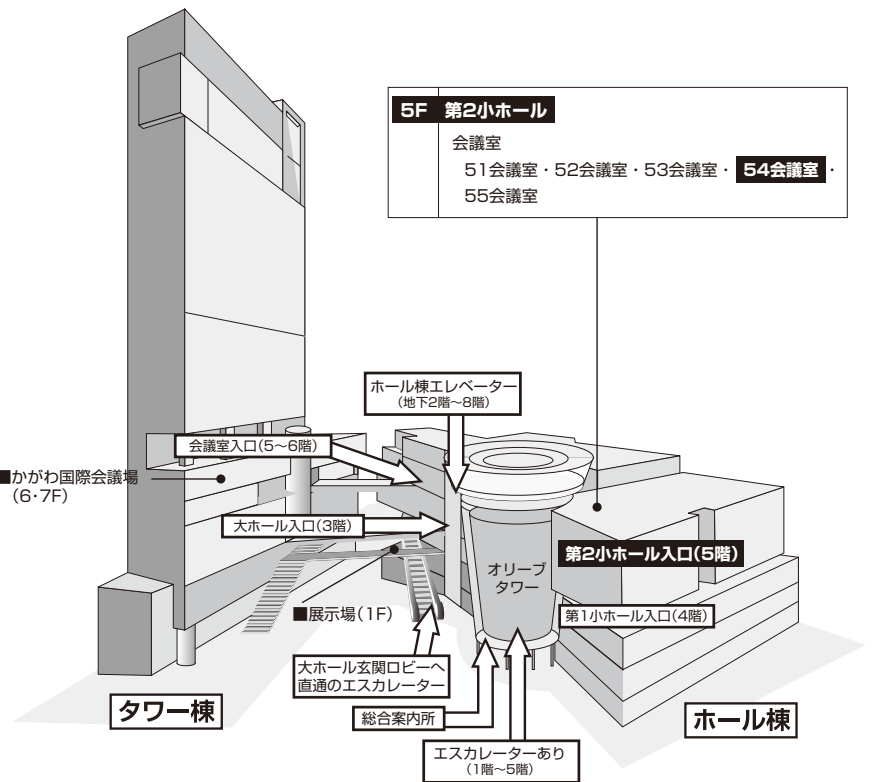 5F 第2小ホール
会議室
51会議室・52会議室・53会議室・54会議室・
55会議室
ホール棟エレベーター
(地下2階〜8階)
会議室入口(5〜6階)
■かがわ国際会議場
(6・7F)
大ホール入口(3階)
第2小ホール入口(5階)
オリーブ
タワー
■展示場(1F)
第1小ホール入口(4階)
大ホール玄関ロビーへ
直通のエスカレーター
タワー棟
総合案内所
ホール棟
エスカレーターあり
(1階〜5階)